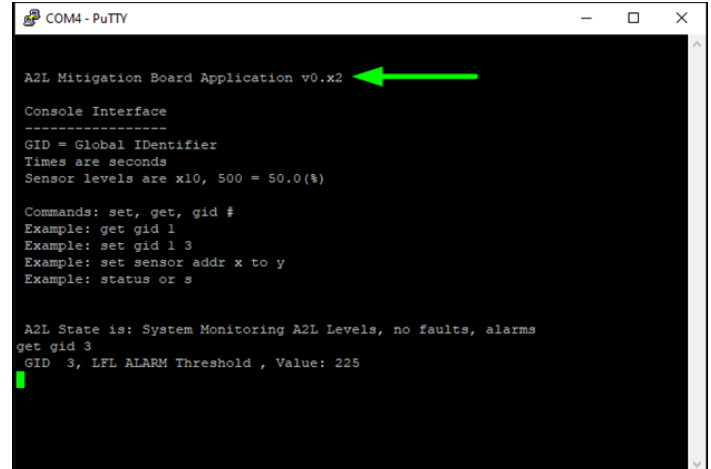 COM4 - PuTTY
A2L Mitigation Board Application v0.x2
Console Interface
-----------------
GID = Global IDentifier
Times are seconds
Sensor levels are x10, 500 = 50.0(%)
Commands: set, get, gid #
Example: get gid 1
Example: set gid 1 3
Example: set sensor addr x to y
Example: status or s
A2L State is: System Monitoring A2L Levels, no faults, alarms
get gid 3
GID  3, LFL ALARM Threshold , Value: 225